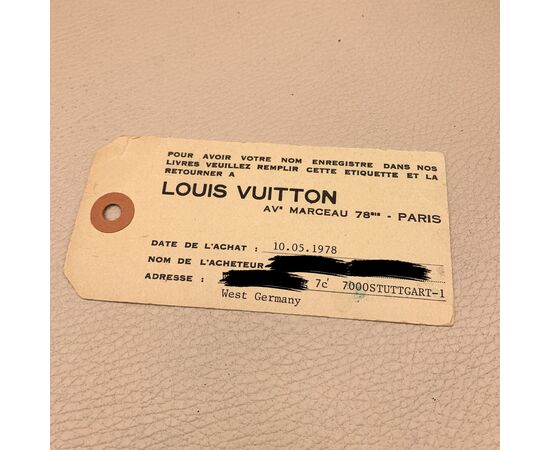 POUR AVOIR VOTRE NOM ENREGISTRE DANS NOS
LIVRES VEUILLEZ REMPLIR CETTE ETIQUETTE ET LA
RETOURNER A
LOUIS VUITTON
AVE MARCEAU 78BIS - PARIS
DATE DE L'ACHAT : 10.05.1978
NOM DE L'ACHETEUR
ADRESSE : 7c' 7000STUTTGART-1
West Germany